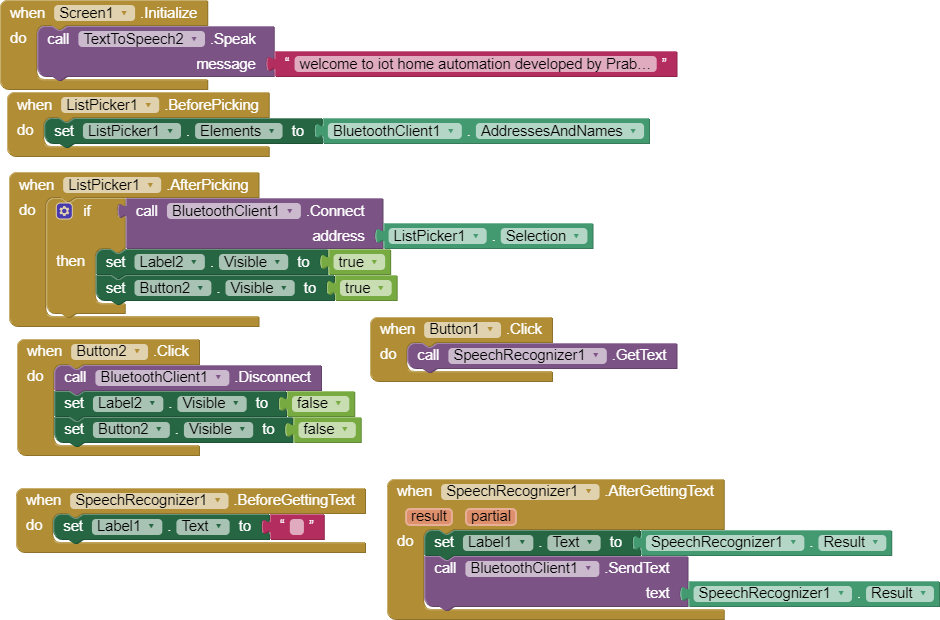 when Screen1 .Initialize
do call TextToSpeech2 .Speak
message “ welcome to iot home automation developed by Prab... ”
when ListPicker1 .BeforePicking
do set ListPicker1 . Elements to BluetoothClient1 . AddressesAndNames
when ListPicker1 .AfterPicking
do if call BluetoothClient1 .Connect
address ListPicker1 . Selection
then set Label2 . Visible to true
set Button2 . Visible to true
when Button1 .Click
do call SpeechRecognizer1 .GetText
when Button2 .Click
do call BluetoothClient1 .Disconnect
set Label2 . Visible to false
set Button2 . Visible to false
when SpeechRecognizer1 .BeforeGettingText
do set Label1 . Text to “ ”
when SpeechRecognizer1 .AfterGettingText
result partial
do set Label1 . Text to SpeechRecognizer1 . Result
call BluetoothClient1 .SendText
text SpeechRecognizer1 . Result